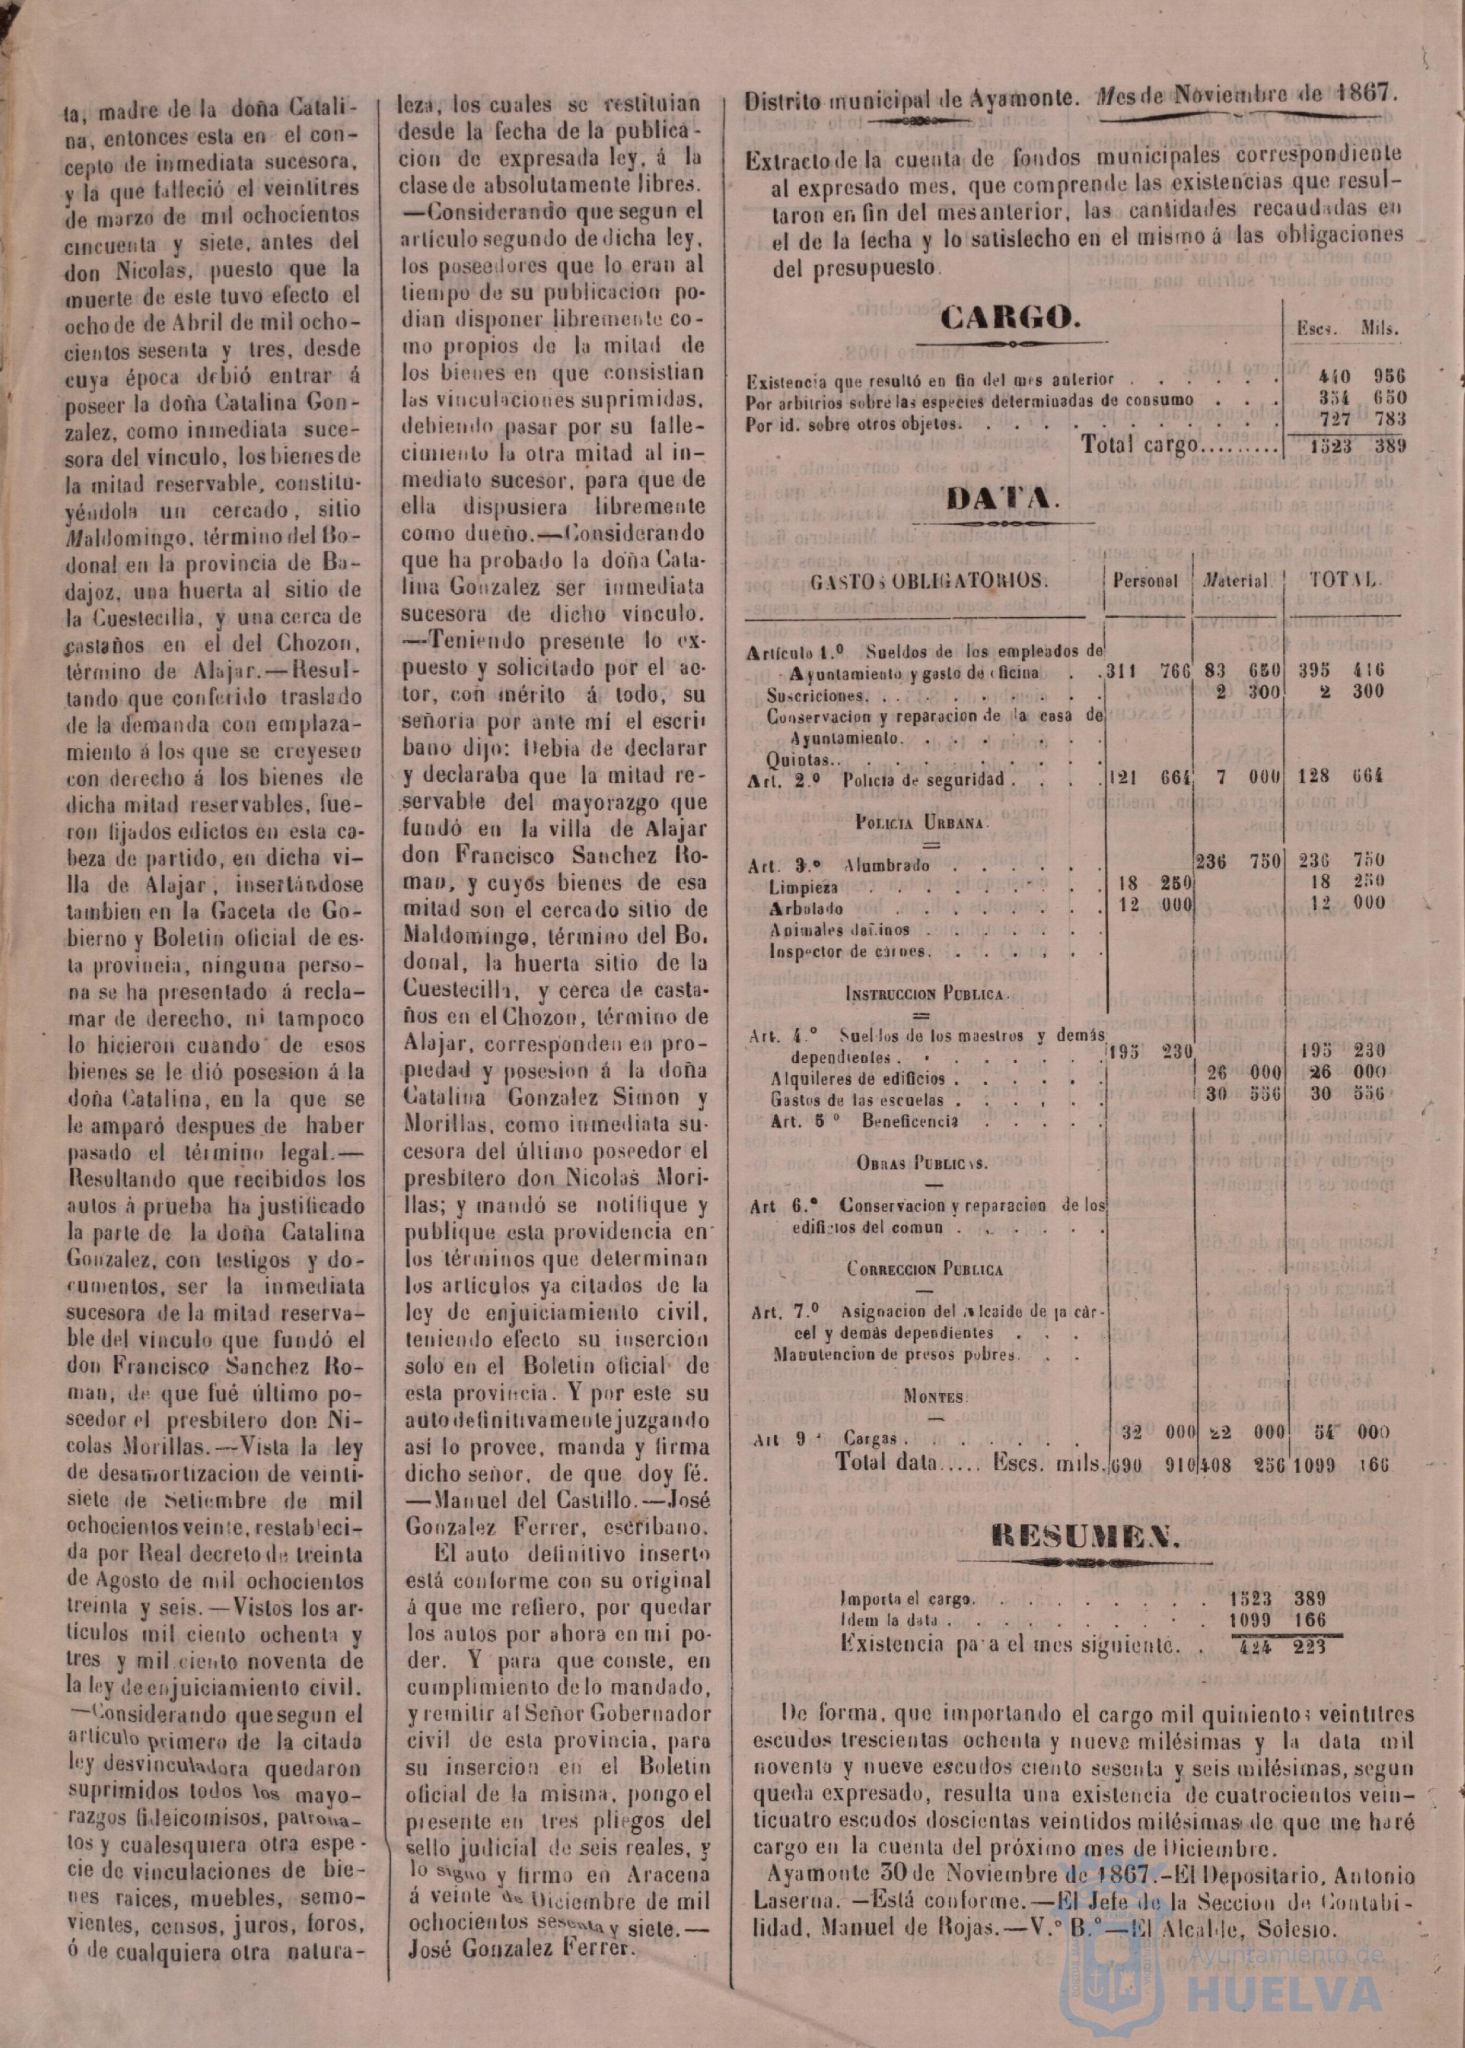 ta, madre de la doña Catali-
na, entonces esta en el con-
cepto de inmediata sucesora,
y la que falleció el veintitres
de marzo de mil ochocientos
cincuenta y siete, antes del
don Nicolas, puesto que la
muerte de este tuvo efecto el
ocho de de Abril de mil ocho-
cientos sesenta y tres, desde
cuya época debió entrar á
poseer la doña Catalina Gon-
zalez, como inmediata suce-
sora del vínculo, los bienes de
la mitad reservable, constitu-
yéndola un cercado, sitio
Maldomingo, término del Bo-
donal en la provincia de Ba-
dajoz, una huerta al sitio de
la Cuestecilla, y una cerca de
castaños en el del Chozon,
término de Alajar.—Resul-
tando que conferido traslado
de la demanda con emplaza-
miento á los que se creyesen
con derecho á los bienes de
dicha mitad reservables, fue-
ron fijados edictos en esta ca-
beza de partido, en dicha vi-
lla de Alajar, insertándose
tambien en la Gaceta de Go-
bierno y Boletin oficial de es-
ta provincia, ninguna perso-
na se ha presentado á recla-
mar de derecho, ni tampoco
lo hicieron cuando de esos
bienes se le dió posesion á la
doña Catalina, en la que se
le amparó despues de haber
pasado el término legal.—
Resultando que recibidos los
autos á prueba ha justificado
la parte de la doña Catalina
Gonzalez, con testigos y do-
cumentos, ser la inmediata
sucesora de la mitad reserva-
ble del vínculo que fundó el
don Francisco Sanchez Ro-
man, de que fué último po-
seedor el presbítero don Ni-
colas Morillas.—Vista la ley
de desamortizacion de veinti-
siete de Setiembre de mil
ochocientos veinte, restableci-
da por Real decreto de treinta
de Agosto de mil ochocientos
treinta y seis.—Vistos los ar-
tículos mil ciento ochenta y
tres y mil ciento noventa de
la ley de enjuiciamiento civil.
—Considerando que segun el
artículo primero de la citada
ley desvinculadora quedaron
suprimidos todos los mayo-
razgos fideicomisos, patrona-
tos y cualesquiera otra espe-
cie de vinculaciones de bie-
nes raices, muebles, semo-
vientes, censos, juros, foros,
ó de cualquiera otra natura-
leza, los cuales se restituian
desde la fecha de la publica-
cion de expresada ley, á la
clase de absolutamente libres.
—Considerando que segun el
artículo segundo de dicha ley,
los poseedores que lo eran al
tiempo de su publicacion po-
dian disponer libremente co-
mo propios de la mitad de
los bienes en que consistian
las vinculaciones suprimidas,
debiendo pasar por su falle-
cimiento la otra mitad al in-
mediato sucesor, para que de
ella dispusiera libremente
como dueño.—Considerando
que ha probado la doña Cata-
lina Gonzalez ser inmediata
sucesora de dicho vínculo.
—Teniendo presente lo ex-
puesto y solicitado por el ac-
tor, con mérito á todo, su
señoria por ante mí el escri-
bano dijo: Debia de declarar
y declaraba que la mitad re-
servable del mayorazgo que
fundó en la villa de Alajar
don Francisco Sanchez Ro-
man, y cuyos bienes de esa
mitad son el cercado sitio de
Maldomingo, término del Bo.
donal, la huerta sitio de la
Cuestecilla, y cerca de casta-
ños en el Chozon, término de
Alajar, corresponden en pro-
piedad y posesion á la doña
Catalina Gonzalez Simon y
Morillas, como inmediata su-
cesora del último poseedor el
presbítero don Nicolas Mori-
llas; y mandó se notifique y
publique esta providencia en
los términos que determinan
los artículos ya citados de la
ley de enjuiciamiento civil,
teniendo efecto su insercion
solo en el Boletin oficial de
esta provincia. Y por este su
auto definitivamente juzgando
así lo provee, manda y firma
dicho señor, de que doy fé.
—Manuel del Castillo.—José
Gonzalez Ferrer, escribano.
El auto definitivo inserto
está conforme con su original
á que me refiero, por quedar
los autos por ahora en mi po-
der. Y para que conste, en
cumplimiento de lo mandado,
y remitir al Señor Gobernador
civil de esta provincia, para
su insercion en el Boletin
oficial de la misma, pongo el
presente en tres pliegos del
sello judicial de seis reales, y
lo signo y firmo en Aracena
á veinte de Diciembre de mil
ochocientos sesenta y siete.—
José Gonzalez Ferrer.
Distrito municipal de Ayamonte. Mes de Noviembre de 1867.
Extracto de la cuenta de fondos municipales correspondiente
al expresado mes, que comprende las existencias que resul-
taron en fin del mes anterior, las cantidades recaudadas en
el de la fecha y lo satisfecho en el mismo á las obligaciones
del presupuesto.
CARGO.
Escs. Mils.
Existencia que resultó en fin del mes anterior . . . . . . 440 956
Por arbitrios sobre las especies determinadas de consumo . . . 354 650
Por id. sobre otros objetos. . . . . . . . . . . . 727 783
Total cargo......... 1523 389
DATA.
GASTOS OBLIGATORIOS. Personal Material TOTAL.
Artículo 1.º Sueldos de los empleados de
Ayuntamiento y gasto de oficina . . 311 766 83 650 395 416
Suscriciones. . . . . . . . . 2 300 2 300
Conservacion y reparacion de la casa de
Ayuntamiento. . . . . . . .
Quintas. . . . . . . . . .
Art. 2.º Policia de seguridad . . . . 121 664 7 000 128 664
POLICIA URBANA.
Art. 3.º Alumbrado . . . . . . 236 750 236 750
Limpieza . . . . . . . . 18 250 18 250
Arbolado . . . . . . . . 12 000 12 000
Animales dañinos . . . . . .
Inspector de carnes. . . . . .
INSTRUCCION PUBLICA.
Art. 4.º Sueldos de los maestros y demás
dependientes . . . . . . . 195 230 195 230
Alquileres de edificios . . . . . 26 000 26 000
Gastos de las escuelas . . . . . 30 556 30 556
Art. 5º Beneficencia . . . . .
OBRAS PUBLICAS.
Art 6.º Conservacion y reparacion de los
edificios del comun . . . . . .
CORRECCION PUBLICA
Art. 7.º Asignacion del Alcaide de la cár-
cel y demás dependientes . . .
Manutencion de presos pobres. . .
MONTES.
Art 9º Cargas . . . . . . . 32 000 22 000 54 000
Total data..... Escs. mils. 690 910 408 256 1099 166
RESUMEN.
Importa el cargo. . . . . . . . 1523 389
Idem la data . . . . . . . . 1099 166
Existencia para el mes siguiente. . 424 223
De forma, que importando el cargo mil quinientos veintitres
escudos trescientas ochenta y nueve milésimas y la data mil
noventa y nueve escudos ciento sesenta y seis milésimas, segun
queda expresado, resulta una existencia de cuatrocientos vein-
ticuatro escudos doscientas veintidos milésimas de que me haré
cargo en la cuenta del próximo mes de Diciembre.
Ayamonte 30 de Noviembre de 1867.-El Depositario, Antonio
Laserna.—Está conforme.—El Jefe de la Seccion de Contabi-
lidad, Manuel de Rojas.—V.º B.º—El Alcalde, Solesio.
Ayuntamiento de
HUELVA